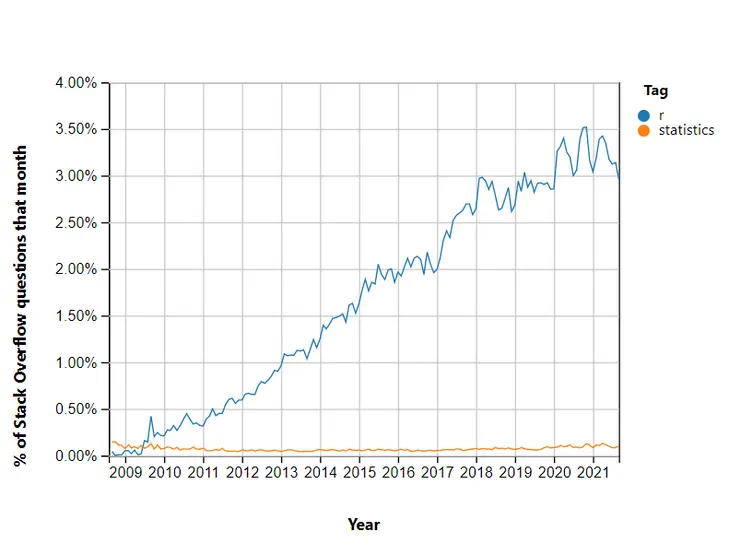 4.00%
3.50%
3.00%
2.50%
2.00%
1.50%
1.00%
0.50%
0.00%
% of Stack Overflow questions that month
2009 2010 2011 2012 2013 2014 2015 2016 2017 2018 2019 2020 2021
Year
Tag
r
statistics